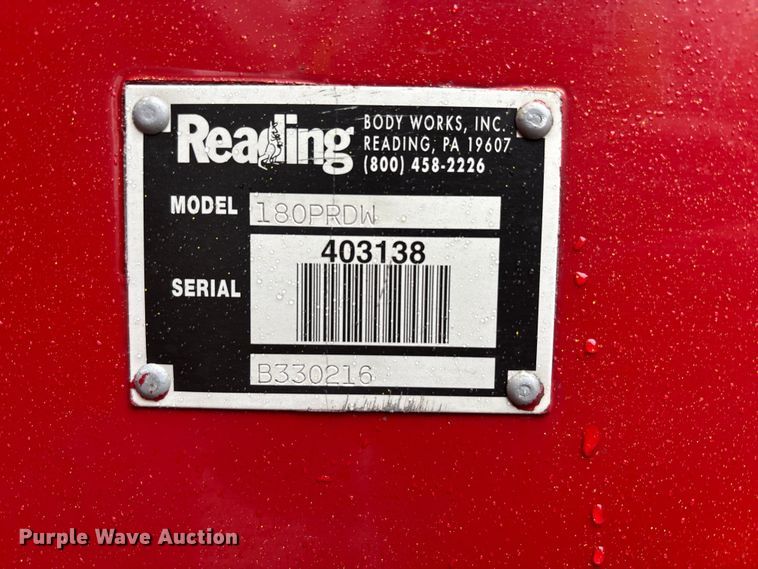 Reading
BODY WORKS, INC.
READING, PA 19607
(800) 458-2226
MODEL 180PRDW
403138
SERIAL
B330216
Purple Wave Auction